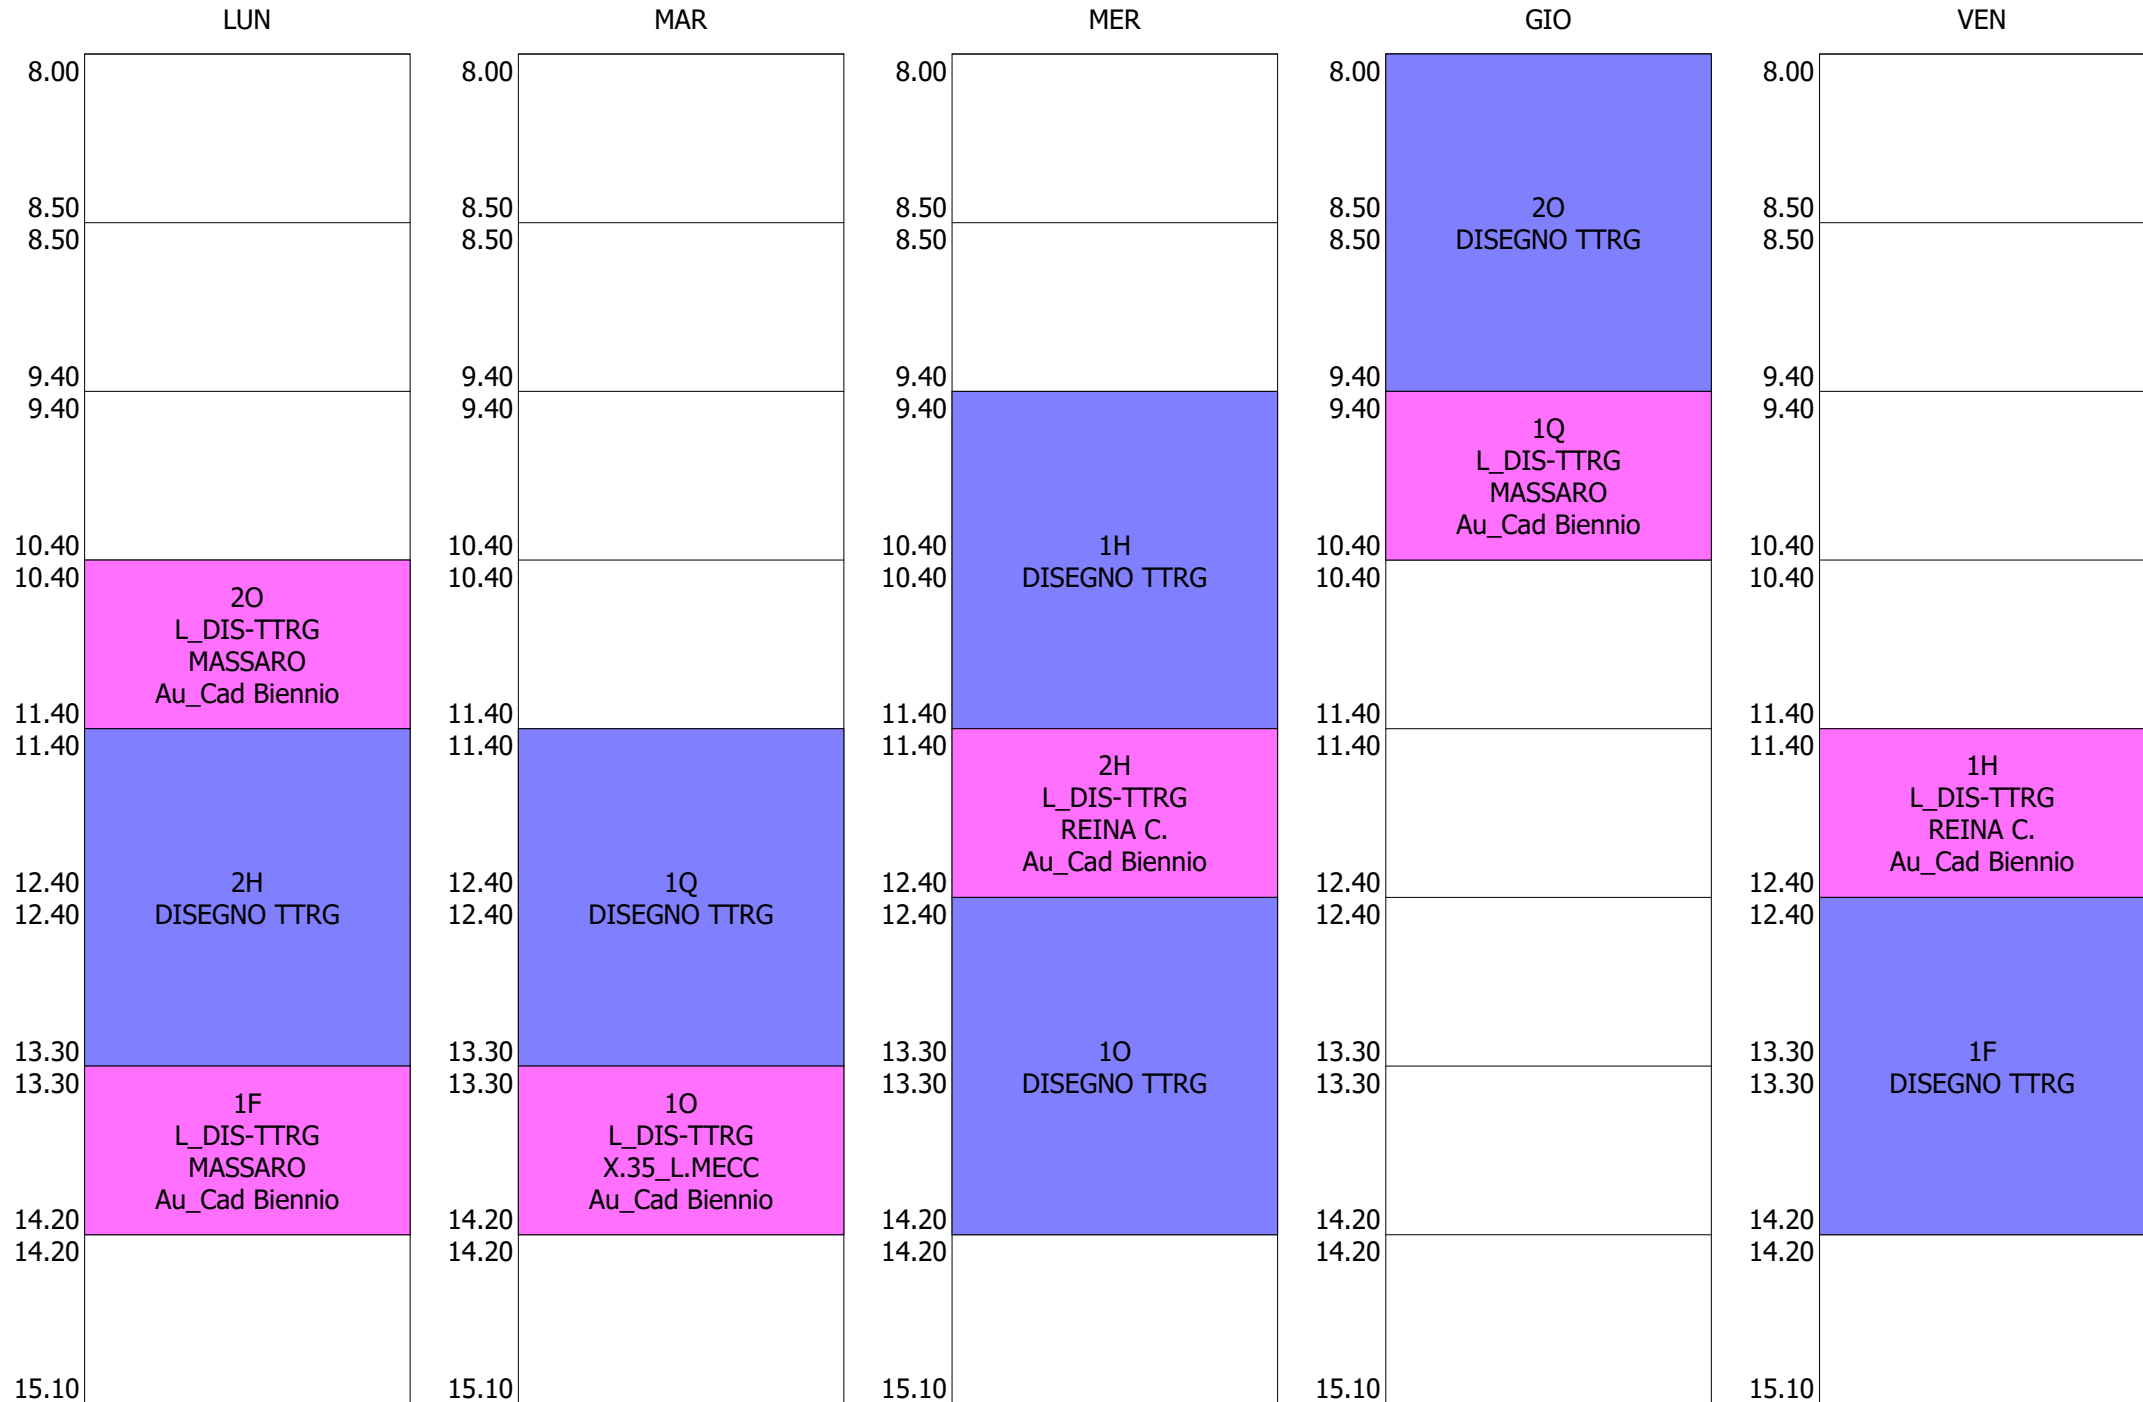 LUN
MAR
MER
GIO
VEN
8.00
8.50
8.50
9.40
9.40
10.40
10.40
11.40
11.40
12.40
12.40
13.30
13.30
14.20
14.20
15.10
2O
L_DIS-TTRG
MASSARO
Au_Cad Biennio
2H
DISEGNO TTRG
1F
L_DIS-TTRG
MASSARO
Au_Cad Biennio
8.00
8.50
8.50
9.40
9.40
10.40
10.40
11.40
11.40
12.40
12.40
13.30
13.30
14.20
14.20
15.10
1Q
DISEGNO TTRG
1O
L_DIS-TTRG
X.35_L.MECC
Au_Cad Biennio
8.00
8.50
8.50
9.40
9.40
10.40
10.40
11.40
11.40
12.40
12.40
13.30
13.30
14.20
14.20
15.10
1H
DISEGNO TTRG
2H
L_DIS-TTRG
REINA C.
Au_Cad Biennio
1O
DISEGNO TTRG
8.00
8.50
8.50
9.40
9.40
10.40
10.40
11.40
11.40
12.40
12.40
13.30
13.30
14.20
14.20
15.10
2O
DISEGNO TTRG
1Q
L_DIS-TTRG
MASSARO
Au_Cad Biennio
8.00
8.50
8.50
9.40
9.40
10.40
10.40
11.40
11.40
12.40
12.40
13.30
13.30
14.20
14.20
15.10
1H
L_DIS-TTRG
REINA C.
Au_Cad Biennio
1F
DISEGNO TTRG